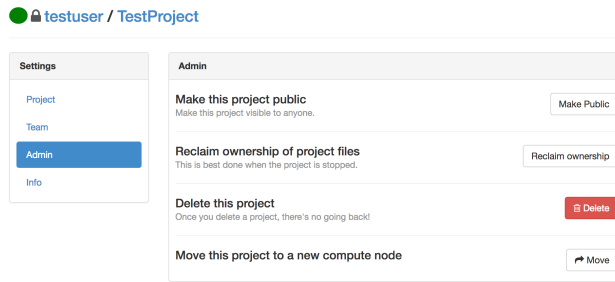 testuser / TestProject
Settings
Project
Team
Admin
Info
Admin
Make this project public
Make this project visible to anyone.
Make Public
Reclaim ownership of project files
This is best done when the project is stopped.
Reclaim ownership
Delete this project
Once you delete a project, there's no going back!
Delete
Move this project to a new compute node
Move